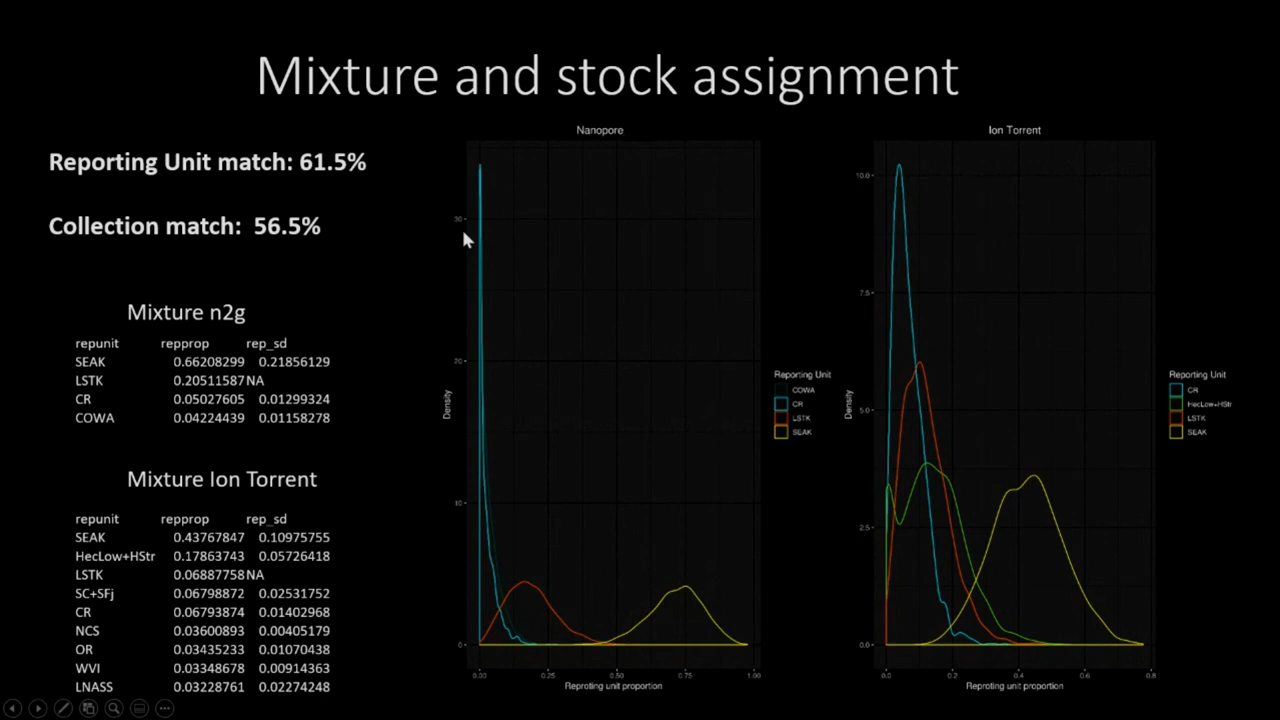 Mixture and stock assignment
Reporting Unit match: 61.5%
Collection match: 56.5%
Mixture n2g
repunit repprop rep_sd
SEAK 0.66208299 0.21856129
LSTK 0.20511587 NA
CR 0.05027605 0.01299324
COWA 0.04224439 0.01158278
Mixture Ion Torrent
repunit repprop rep_sd
SEAK 0.43767847 0.10975755
HecLow+HStr 0.17863743 0.05726418
LSTK 0.06887758 NA
SC+SFj 0.06798872 0.02531752
CR 0.06793874 0.01402968
NCS 0.03600893 0.00405179
OR 0.03435233 0.01070438
WVI 0.03348678 0.00914363
LNASS 0.03228761 0.02274248
Nanopore
Density
30
20
10
0
0.00 0.25 0.50 0.75 1.00
Reproting unit proportion
Reporting Unit
COWA
CR
LSTK
SEAK
Ion Torrent
Density
10.0
7.5
5.0
2.5
0.0
0.0 0.2 0.4 0.6 0.8
Reproting unit proportion
Reporting Unit
CR
HecLow+HStr
LSTK
SEAK